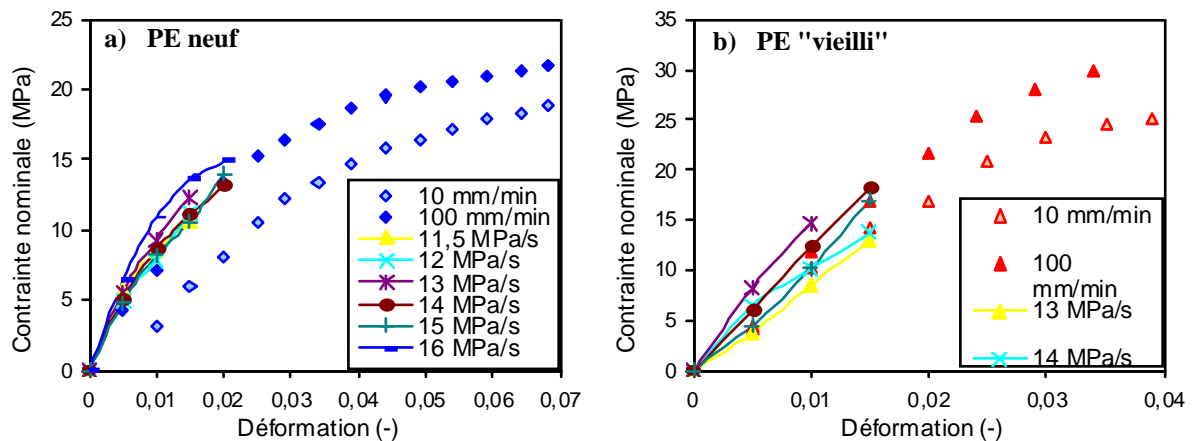 a) PE neuf
Contrainte nominale (MPa)
25
20
15
10
5
0
0
0,01
0,02
0,03
0,04
0,05
0,06
0,07
Déformation (-)
10 mm/min
100 mm/min
11,5 MPa/s
12 MPa/s
13 MPa/s
14 MPa/s
15 MPa/s
16 MPa/s
b) PE "vieilli"
Contrainte nominale (MPa)
35
30
25
20
15
10
5
0
0
0,01
0,02
0,03
0,04
Déformation (-)
10 mm/min
100
mm/min
13 MPa/s
14 MPa/s